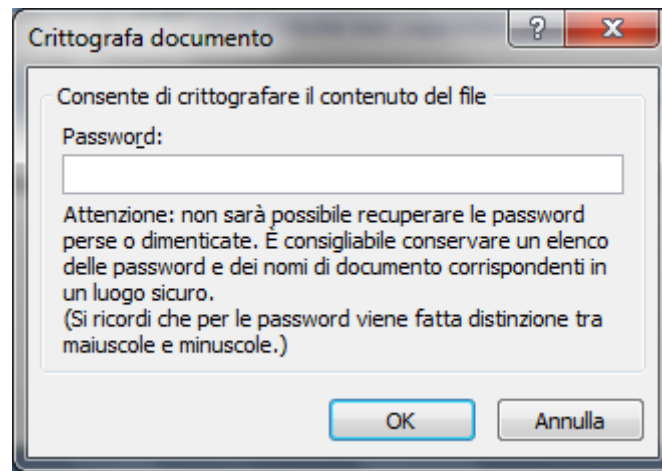 Crittografa documento
Consente di crittografare il contenuto del file
Password:
Attenzione: non sarà possibile recuperare le password
perse o dimenticate. È consigliabile conservare un elenco
delle password e dei nomi di documento corrispondenti in
un luogo sicuro.
(Si ricordi che per le password viene fatta distinzione tra
maiuscole e minuscole.)
OK
Annulla